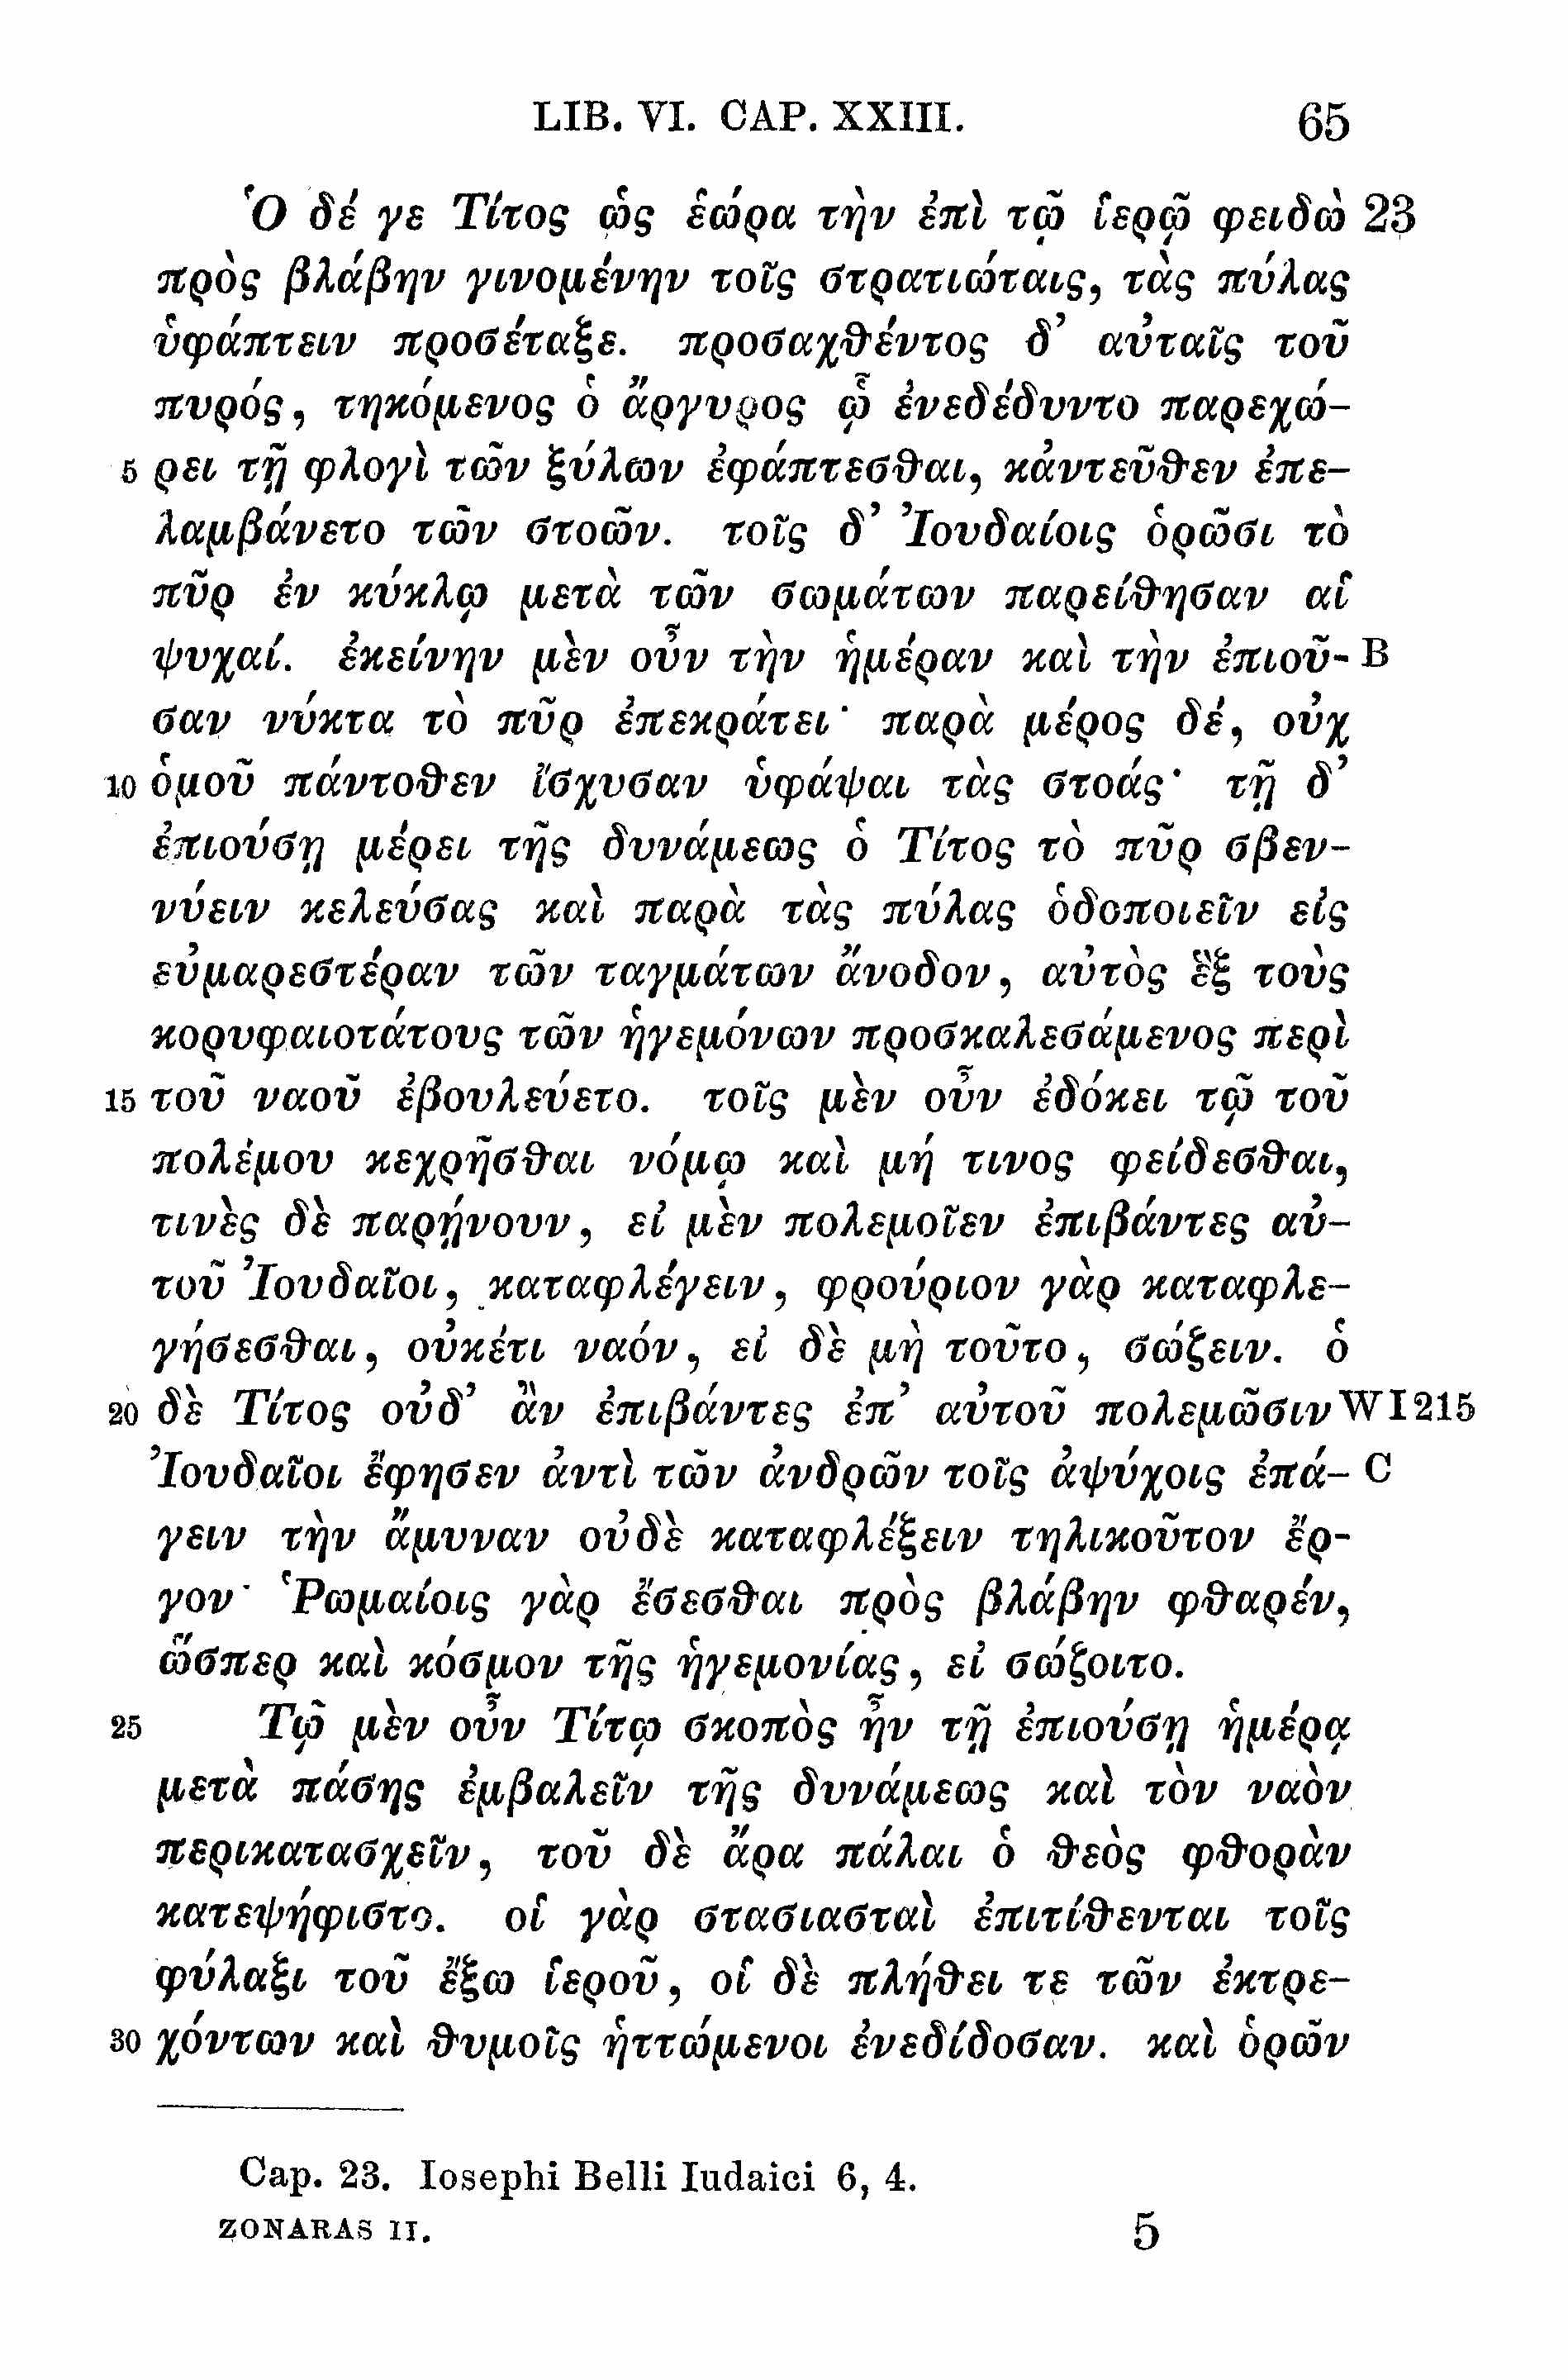 LIB. VI. CAP. XXIII. 65
Ὁ δέ γε Τίτος ὡς ἑώρα τὴν ἐπὶ τῷ ἱερῷ φειδὼ 23
πρὸς βλάβην γινομένην τοῖς στρατιώταις, τὰς πύλας
ὑφάπτειν προσέταξε. προσαχθέντος δ᾽ αὐταῖς τοῦ
πυρός, τηκόμενος ὁ ἄργυρος ᾧ ἐνεδέδυντο παρεχώ-
5 ρει τῇ φλογὶ τῶν ξύλων ἐφάπτεσθαι, κἀντεῦθεν ἐπε-
λαμβάνετο τῶν στοῶν. τοῖς δ᾽ Ἰουδαίοις ὁρῶσι τὸ
πῦρ ἐν κύκλῳ μετὰ τῶν σωμάτων παρείθησαν αἱ
ψυχαί. ἐκείνην μὲν οὖν τὴν ἡμέραν καὶ τὴν ἐπιοῦ- B
σαν νύκτα τὸ πῦρ ἐπεκράτει· παρὰ μέρος δέ, οὐχ
10 ὁμοῦ πάντοθεν ἴσχυσαν ὑφάψαι τὰς στοάς· τῇ δ᾽
ἐπιούσῃ μέρει τῆς δυνάμεως ὁ Τίτος τὸ πῦρ σβεν-
νύειν κελεύσας καὶ παρὰ τὰς πύλας ὁδοποιεῖν εἰς
εὐμαρεστέραν τῶν ταγμάτων ἄνοδον, αὐτὸς ἓξ τοὺς
κορυφαιοτάτους τῶν ἡγεμόνων προσκαλεσάμενος περὶ
15 τοῦ ναοῦ ἐβουλεύετο. τοῖς μὲν οὖν ἐδόκει τῷ τοῦ
πολέμου κεχρῆσθαι νόμῳ καὶ μή τινος φείδεσθαι,
τινὲς δὲ παρῄνουν, εἰ μὲν πολεμοῖεν ἐπιβάντες αὐ-
τοῦ Ἰουδαῖοι, καταφλέγειν, φρούριον γὰρ καταφλε-
γήσεσθαι, οὐκέτι ναόν, εἰ δὲ μὴ τοῦτο, σώζειν. ὁ
20 δὲ Τίτος οὐδ᾽ ἂν ἐπιβάντες ἐπ᾽ αὐτοῦ πολεμῶσιν W I 215
Ἰουδαῖοι ἔφησεν ἀντὶ τῶν ἀνδρῶν τοῖς ἀψύχοις ἐπά- C
γειν τὴν ἄμυναν οὐδὲ καταφλέξειν τηλικοῦτον ἔρ-
γον· Ῥωμαίοις γὰρ ἔσεσθαι πρὸς βλάβην φθαρέν,
ὥσπερ καὶ κόσμον τῆς ἡγεμονίας, εἰ σώζοιτο.
25 Τῷ μὲν οὖν Τίτῳ σκοπὸς ἦν τῇ ἐπιούσῃ ἡμέρᾳ
μετὰ πάσης ἐμβαλεῖν τῆς δυνάμεως καὶ τὸν ναὸν
περικατασχεῖν, τοῦ δὲ ἄρα πάλαι ὁ θεὸς φθορὰν
κατεψήφιστο. οἱ γὰρ στασιασταὶ ἐπιτίθενται τοῖς
φύλαξι τοῦ ἔξω ἱεροῦ, οἱ δὲ πλήθει τε τῶν ἐκτρε-
30 χόντων καὶ θυμοῖς ἡττώμενοι ἐνεδίδοσαν. καὶ ὁρῶν
Cap. 23. Iosephi Belli Iudaici 6, 4.
ZONARAS II. 5